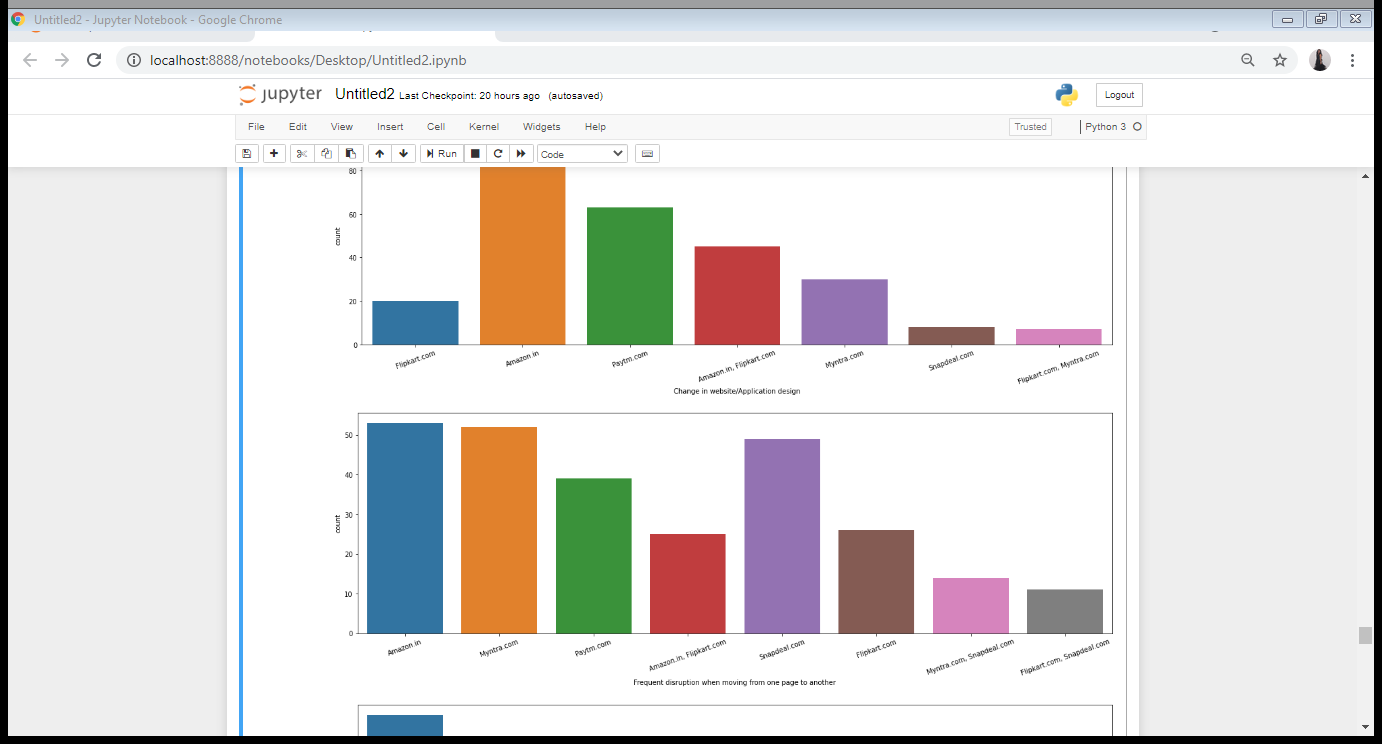 Untitled2 - Jupyter Notebook - Google Chrome
localhost:8888/notebooks/Desktop/Untitled2.ipynb
jupyter Untitled2 Last Checkpoint: 20 hours ago (autosaved) Logout
File Edit View Insert Cell Kernel Widgets Help Trusted Python 3
Run Code
80
60
40
20
0
count
Flipkart.com Amazon.in Paytm.com Amazon.in, Flipkart.com Myntra.com Snapdeal.com Flipkart.com, Myntra.com
Change in website/Application design
50
40
30
20
10
0
count
Amazon.in Myntra.com Paytm.com Amazon.in, Flipkart.com Snapdeal.com Flipkart.com Myntra.com, Snapdeal.com Flipkart.com, Snapdeal.com
Frequent disruption when moving from one page to another